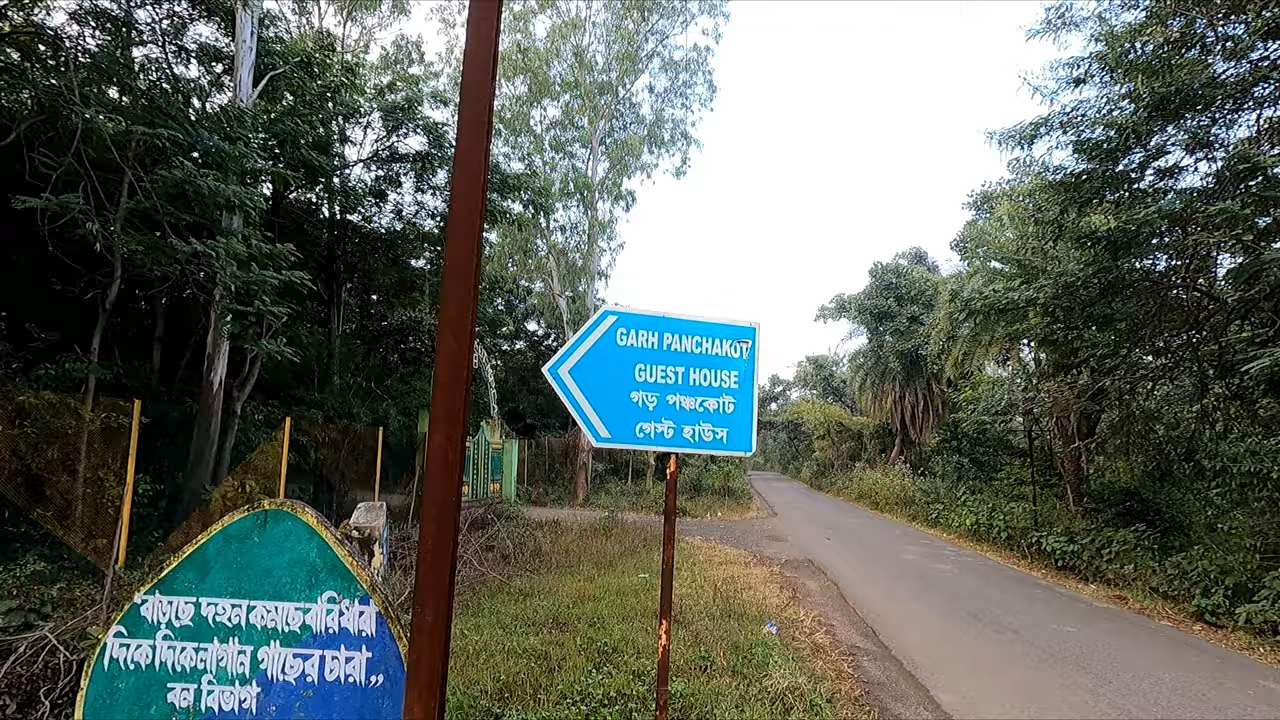 GARH PANCHAKOT
GUEST HOUSE
গড় পঞ্চকোট
গেস্ট হাউস
"বাড়ছে দহন কমছে বারিধারা
দিকে দিকে লাগান গাছের চারা,,
বন বিভাগ